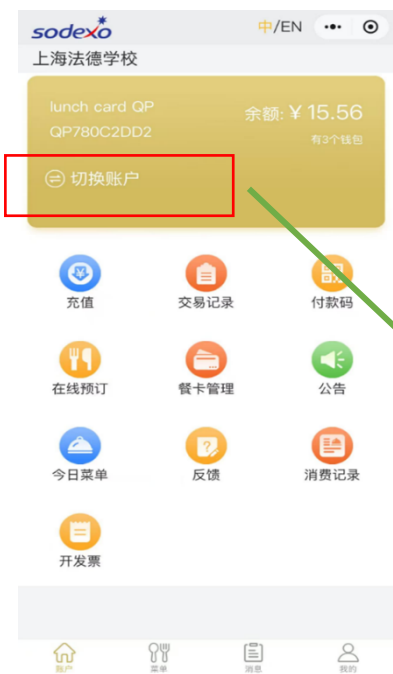 sodexo 中/EN
上海法德学校
lunch card QP
余额:¥ 15.56
QP780C2DD2
有3个钱包
切换账户
充值 交易记录 付款码
在线预订 餐卡管理 公告
今日菜单 反馈 消费记录
开发票
账户 菜单 消息 我的